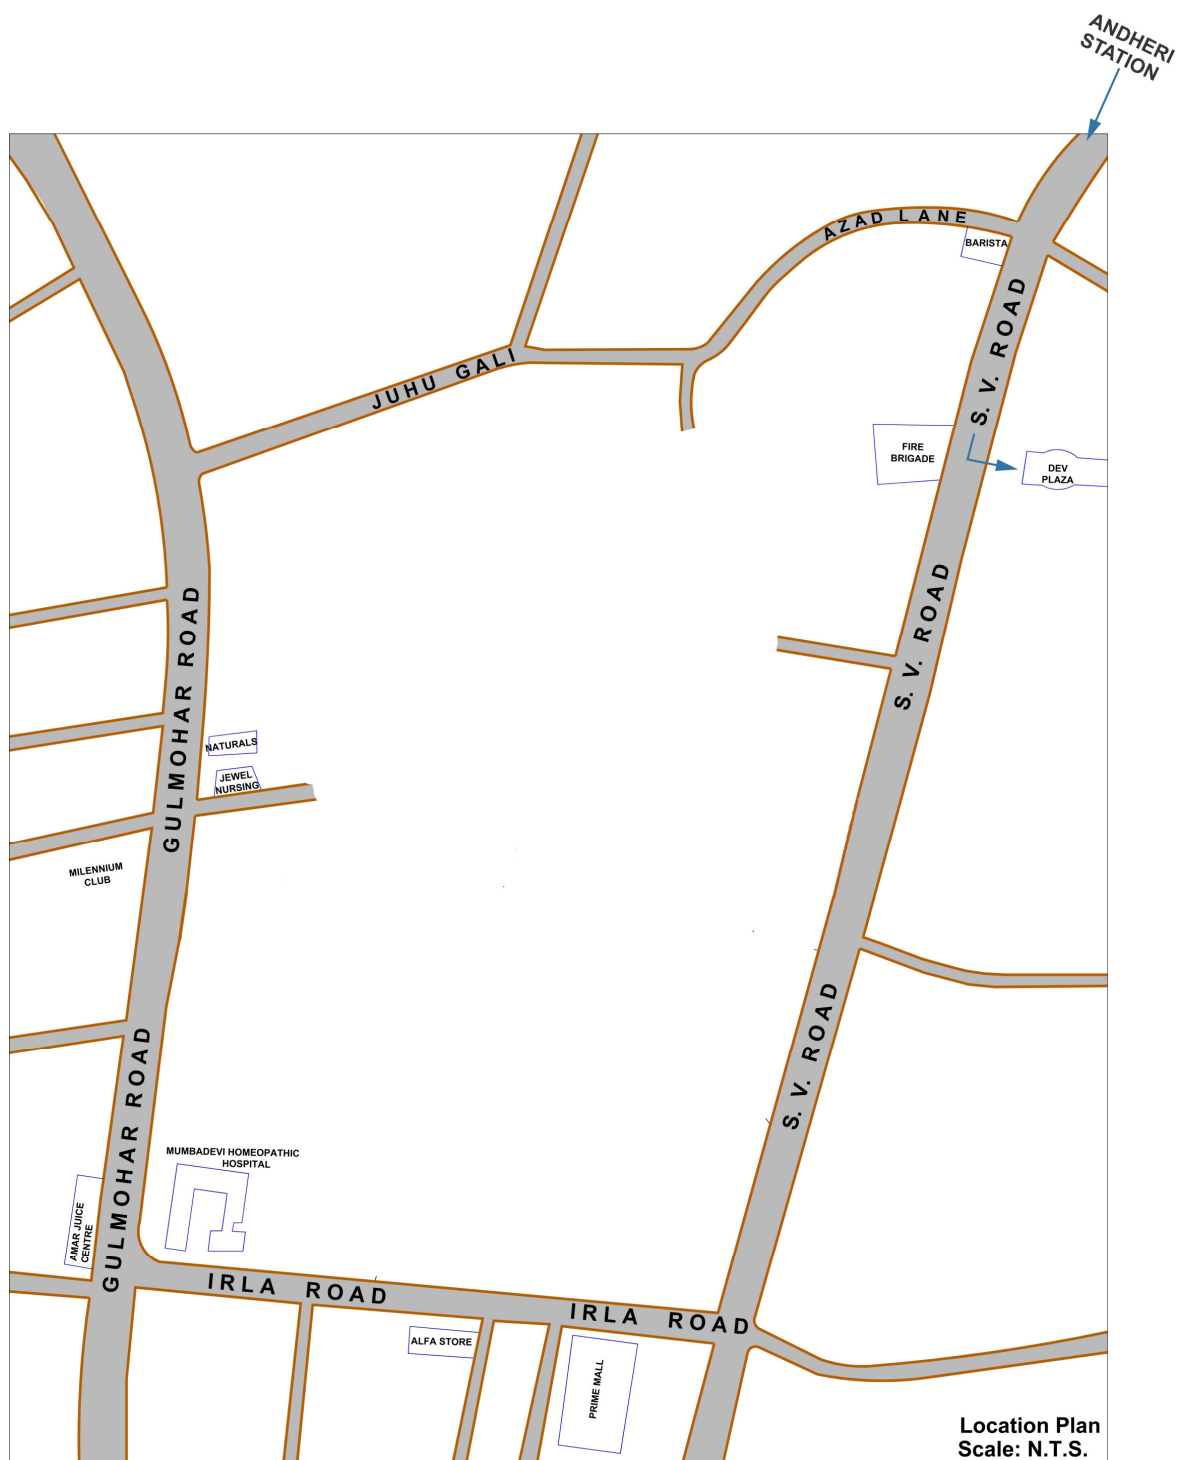 ANDHERI
STATION
AZAD LANE
BARISTA
S. V. ROAD
JUHU GALI
FIRE
BRIGADE
DEV
PLAZA
S. V. ROAD
GULMOHAR ROAD
NATURALS
JEWEL
NURSING
MILENNIUM
CLUB
S. V. ROAD
GULMOHAR ROAD
MUMBADEVI HOMEOPATHIC
HOSPITAL
AMAR JUICE
CENTRE
IRLA ROAD
IRLA ROAD
ALFA STORE
PRIME MALL
Location Plan
Scale: N.T.S.